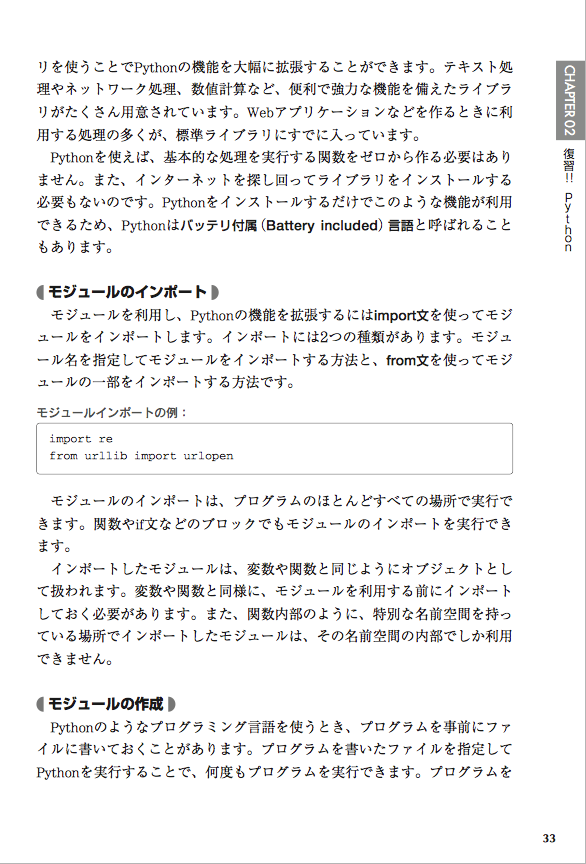 リを使うことでPythonの機能を大幅に拡張することができます。テキスト処
理やネットワーク処理、数値計算など、便利で強力な機能を備えたライブラ
リがたくさん用意されています。Webアプリケーションなどを作るときに利
用する処理の多くが、標準ライブラリにすでに入っています。
Pythonを使えば、基本的な処理を実行する関数をゼロから作る必要はあり
ません。また、インターネットを探し回ってライブラリをインストールする
必要もないのです。Pythonをインストールするだけでこのような機能が利用
できるため、Pythonはバッテリ付属（Battery included）言語と呼ばれること
もあります。
モジュールのインポート
モジュールを利用し、Pythonの機能を拡張するにはimport文を使ってモジ
ュールをインポートします。インポートには2つの種類があります。モジュ
ール名を指定してモジュールをインポートする方法と、from文を使ってモジ
ュールの一部をインポートする方法です。
モジュールインポートの例：
import re
from urllib import urlopen
モジュールのインポートは、プログラムのほとんどすべての場所で実行で
きます。関数やif文などのブロックでもモジュールのインポートを実行でき
ます。
インポートしたモジュールは、変数や関数と同じようにオブジェクトとし
て扱われます。変数や関数と同様に、モジュールを利用する前にインポート
しておく必要があります。また、関数内部のように、特別な名前空間を持っ
ている場所でインポートしたモジュールは、その名前空間の内部でしか利用
できません。
モジュールの作成
Pythonのようなプログラミング言語を使うとき、プログラムを事前にファ
イルに書いておくことがあります。プログラムを書いたファイルを指定して
Pythonを実行することで、何度もプログラムを実行できます。プログラムを
CHAPTER 02
復習!! Python
33